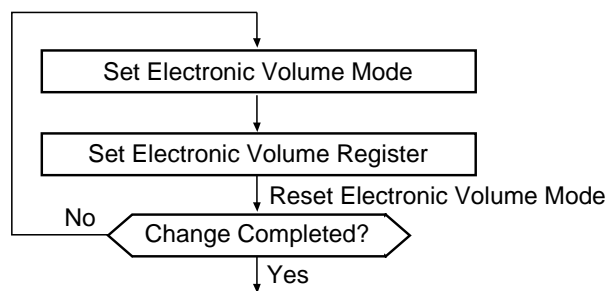 Set Electronic Volume Mode
Set Electronic Volume Register
Reset Electronic Volume Mode
No
Change Completed?
Yes